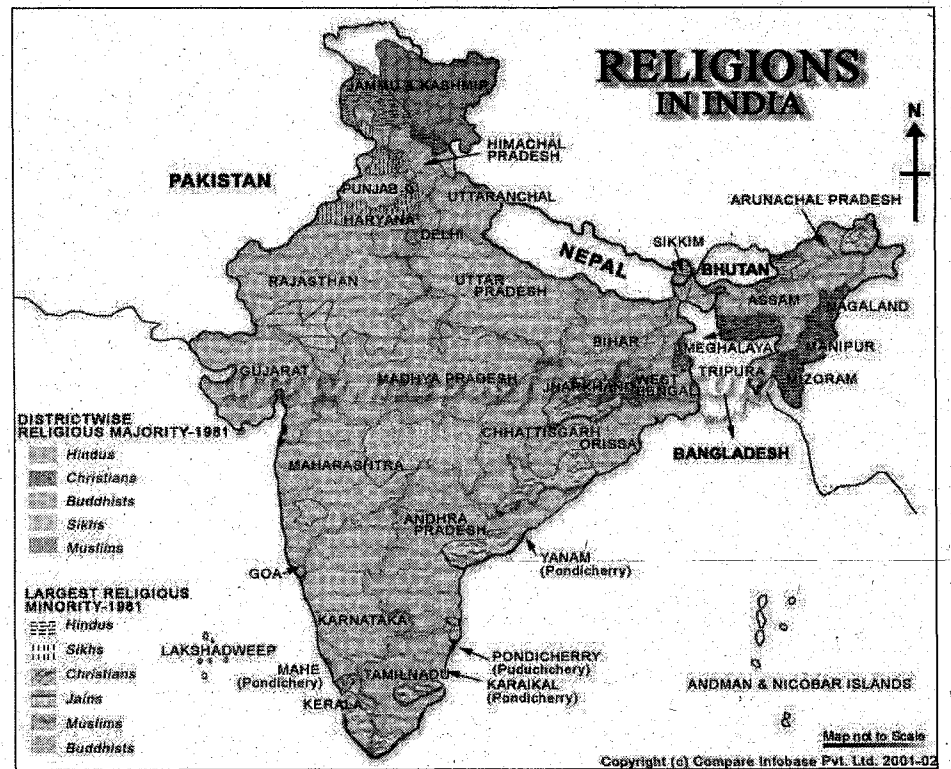 RELIGIONS
IN INDIA
N
JAMMU & KASHMIR
HIMACHAL
PRADESH
PAKISTAN
PUNJAB
UTTARANCHAL
HARYANA
DELHI
ARUNACHAL PRADESH
SIKKIM
NEPAL
BHUTAN
RAJASTHAN
UTTAR
PRADESH
ASSAM
NAGALAND
BIHAR
MEGHALAYA
MANIPUR
GUJARAT
MADHYA PRADESH
JHARKHAND
WEST
BENGAL
TRIPURA
MIZORAM
CHHATTISGARH
ORISSA
BANGLADESH
MAHARASHTRA
ANDHRA
PRADESH
YANAM
(Pondicherry)
GOA
KARNATAKA
LAKSHADWEEP
MAHE
(Pondichery)
TAMILNADU
KERALA
PONDICHERRY
(Puduchchery)
KARAIKAL
(Pondicherry)
ANDMAN & NICOBAR ISLANDS
DISTRICTWISE
RELIGIOUS MAJORITY-1981
Hindus
Christians
Buddhists
Sikhs
Muslims
LARGEST RELIGIOUS
MINORITY-1981
Hindus
Sikhs
Christians
Jains
Muslims
Buddhists
Map not to Scale
Copyright (c) Compare Infobase Pvt. Ltd. 2001-02